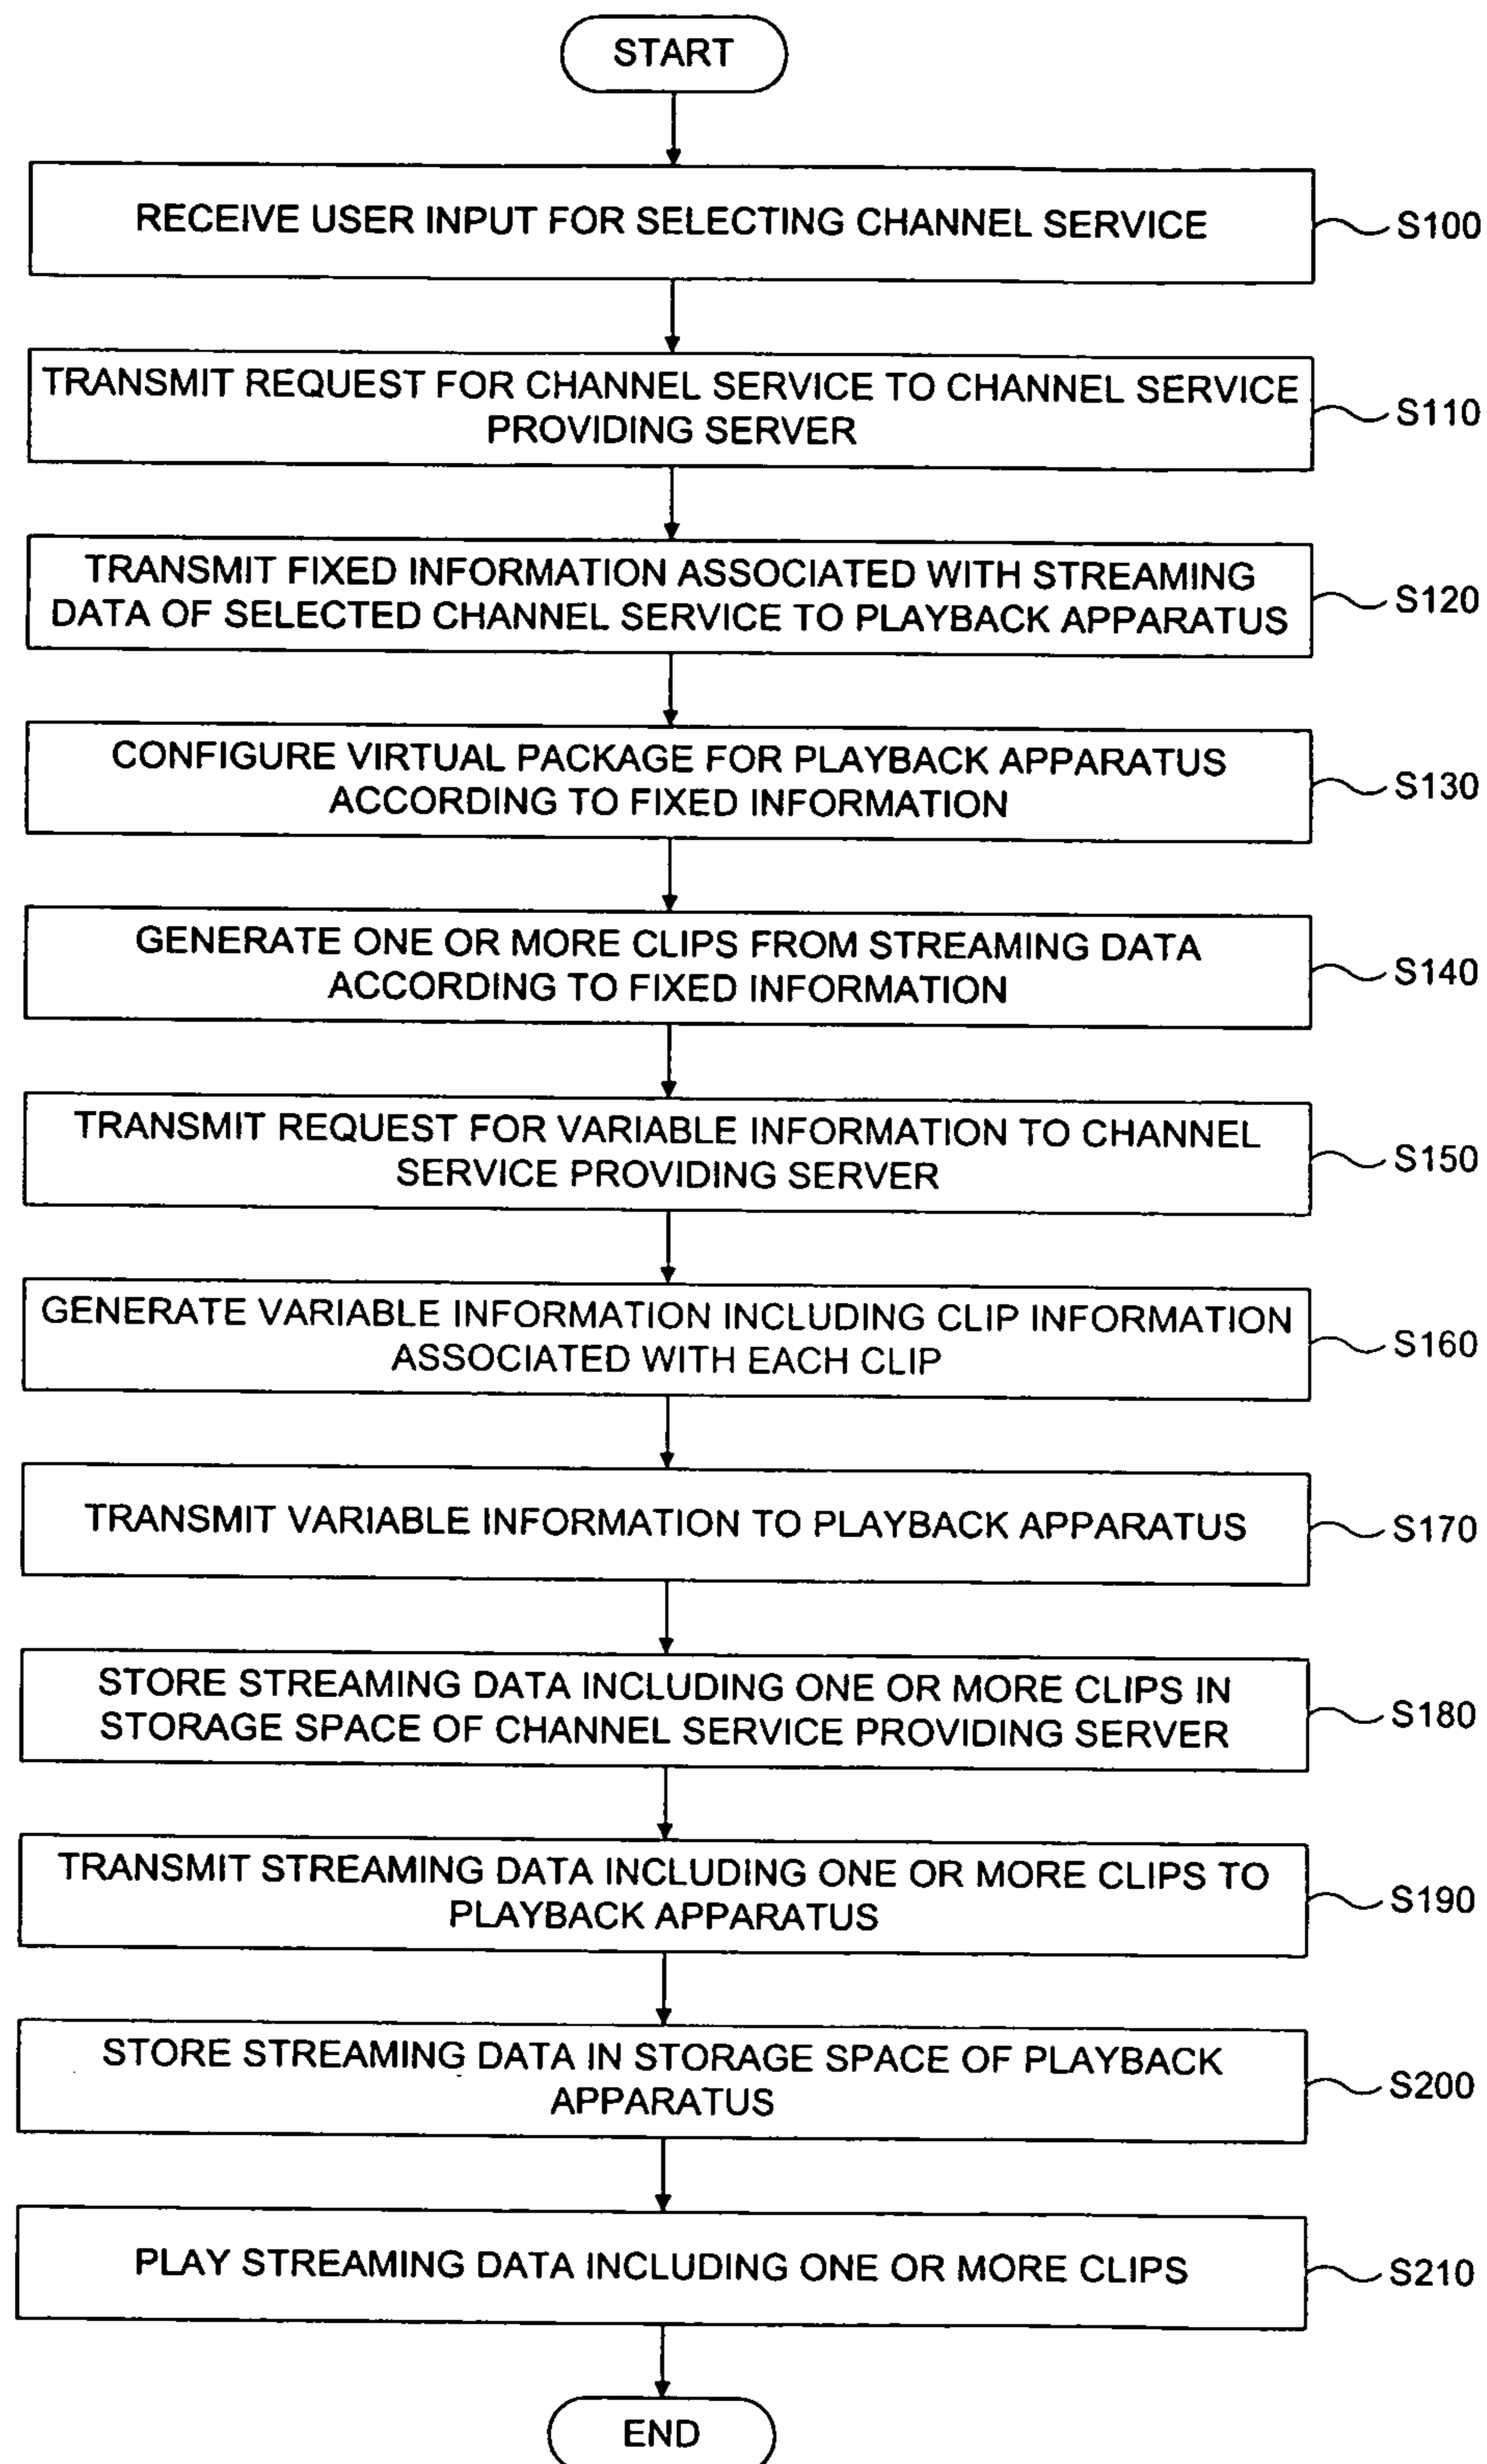 START
RECEIVE USER INPUT FOR SELECTING CHANNEL SERVICE
S100
TRANSMIT REQUEST FOR CHANNEL SERVICE TO CHANNEL SERVICE
PROVIDING SERVER
S110
TRANSMIT FIXED INFORMATION ASSOCIATED WITH STREAMING
DATA OF SELECTED CHANNEL SERVICE TO PLAYBACK APPARATUS
S120
CONFIGURE VIRTUAL PACKAGE FOR PLAYBACK APPARATUS
ACCORDING TO FIXED INFORMATION
S130
GENERATE ONE OR MORE CLIPS FROM STREAMING DATA
ACCORDING TO FIXED INFORMATION
S140
TRANSMIT REQUEST FOR VARIABLE INFORMATION TO CHANNEL
SERVICE PROVIDING SERVER
S150
GENERATE VARIABLE INFORMATION INCLUDING CLIP INFORMATION
ASSOCIATED WITH EACH CLIP
S160
TRANSMIT VARIABLE INFORMATION TO PLAYBACK APPARATUS
S170
STORE STREAMING DATA INCLUDING ONE OR MORE CLIPS IN
STORAGE SPACE OF CHANNEL SERVICE PROVIDING SERVER
S180
TRANSMIT STREAMING DATA INCLUDING ONE OR MORE CLIPS TO
PLAYBACK APPARATUS
S190
STORE STREAMING DATA IN STORAGE SPACE OF PLAYBACK
APPARATUS
S200
PLAY STREAMING DATA INCLUDING ONE OR MORE CLIPS
S210
END